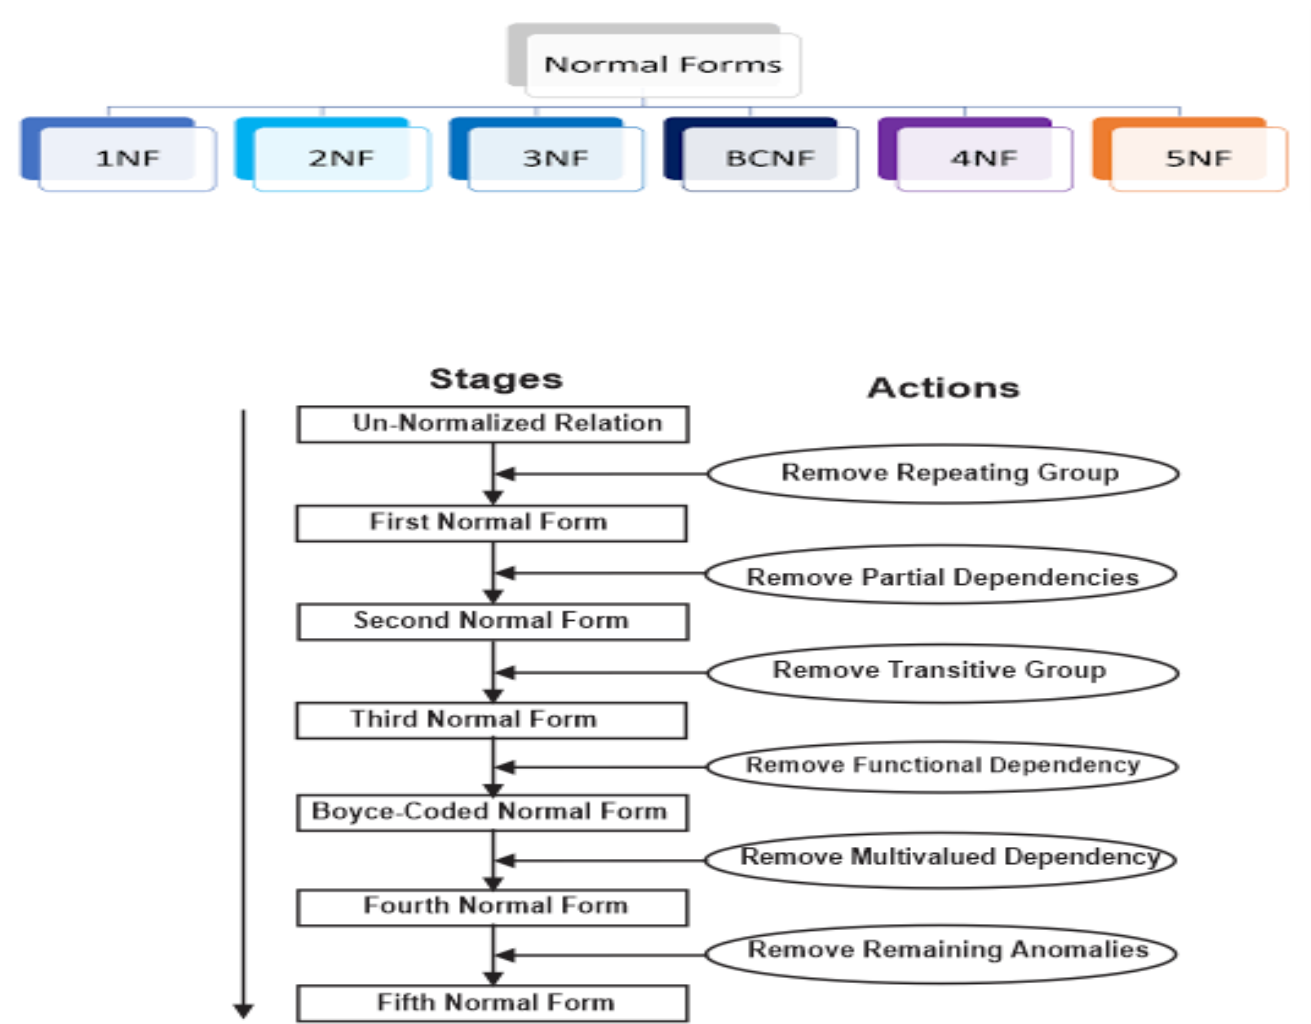 Normal Forms
1NF
2NF
3NF
BCNF
4NF
5NF
Stages
Actions
Un-Normalized Relation
Remove Repeating Group
First Normal Form
Remove Partial Dependencies
Second Normal Form
Remove Transitive Group
Third Normal Form
Remove Functional Dependency
Boyce-Coded Normal Form
Remove Multivalued Dependency
Fourth Normal Form
Remove Remaining Anomalies
Fifth Normal Form